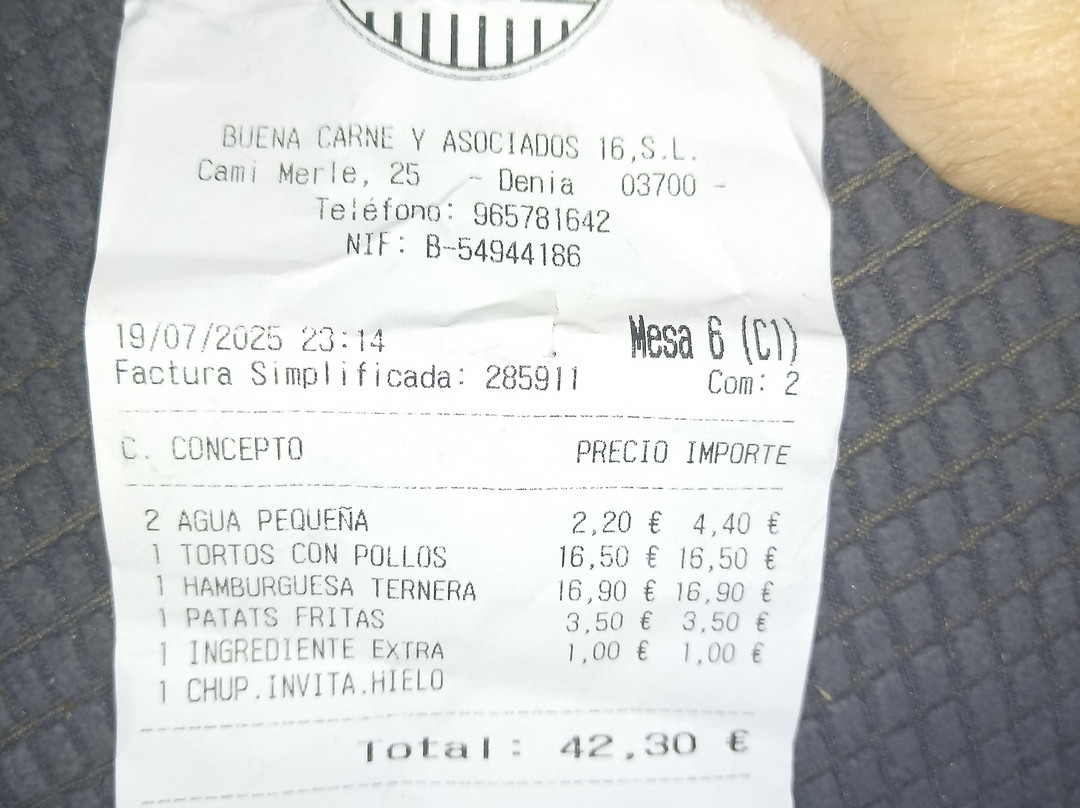 BUENA CARNE Y ASOCIADOS 16,S.L.
Cami Merle, 25 - Denia 03700 -
Teléfono: 965781642
NIF: B-54944186
19/07/2025 23:14 Mesa 6 (C1)
Factura Simplificada: 285911 Com: 2
C. CONCEPTO PRECIO IMPORTE
2 AGUA PEQUEÑA 2,20 € 4,40 €
1 TORTOS CON POLLOS 16,50 € 16,50 €
1 HAMBURGUESA TERNERA 16,90 € 16,90 €
1 PATATS FRITAS 3,50 € 3,50 €
1 INGREDIENTE EXTRA 1,00 € 1,00 €
1 CHUP.INVITA.HIELO
Total: 42,30 €